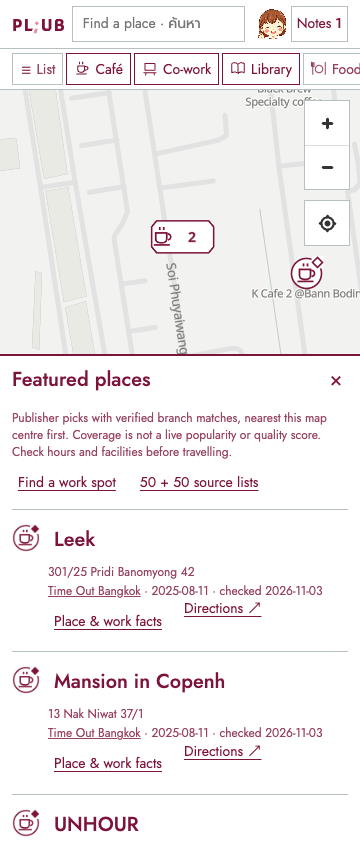 PL;UB
Find a place · ค้นหา
Notes 1
≡ List
Café
Co-work
Library
Food
Black Brew
Specialty coffee
+
−
2
Soi Phuyaiwang
K Cafe 2 @Bann Bodin
Featured places
×
Publisher picks with verified branch matches, nearest this map
centre first. Coverage is not a live popularity or quality score.
Check hours and facilities before travelling.
Find a work spot
50 + 50 source lists
Leek
301/25 Pridi Banomyong 42
Time Out Bangkok · 2025-08-11 · checked 2026-11-03
Place & work facts
Directions ↗
Mansion in Copenh
13 Nak Niwat 37/1
Time Out Bangkok · 2025-08-11 · checked 2026-11-03
Place & work facts
Directions ↗
UNHOUR